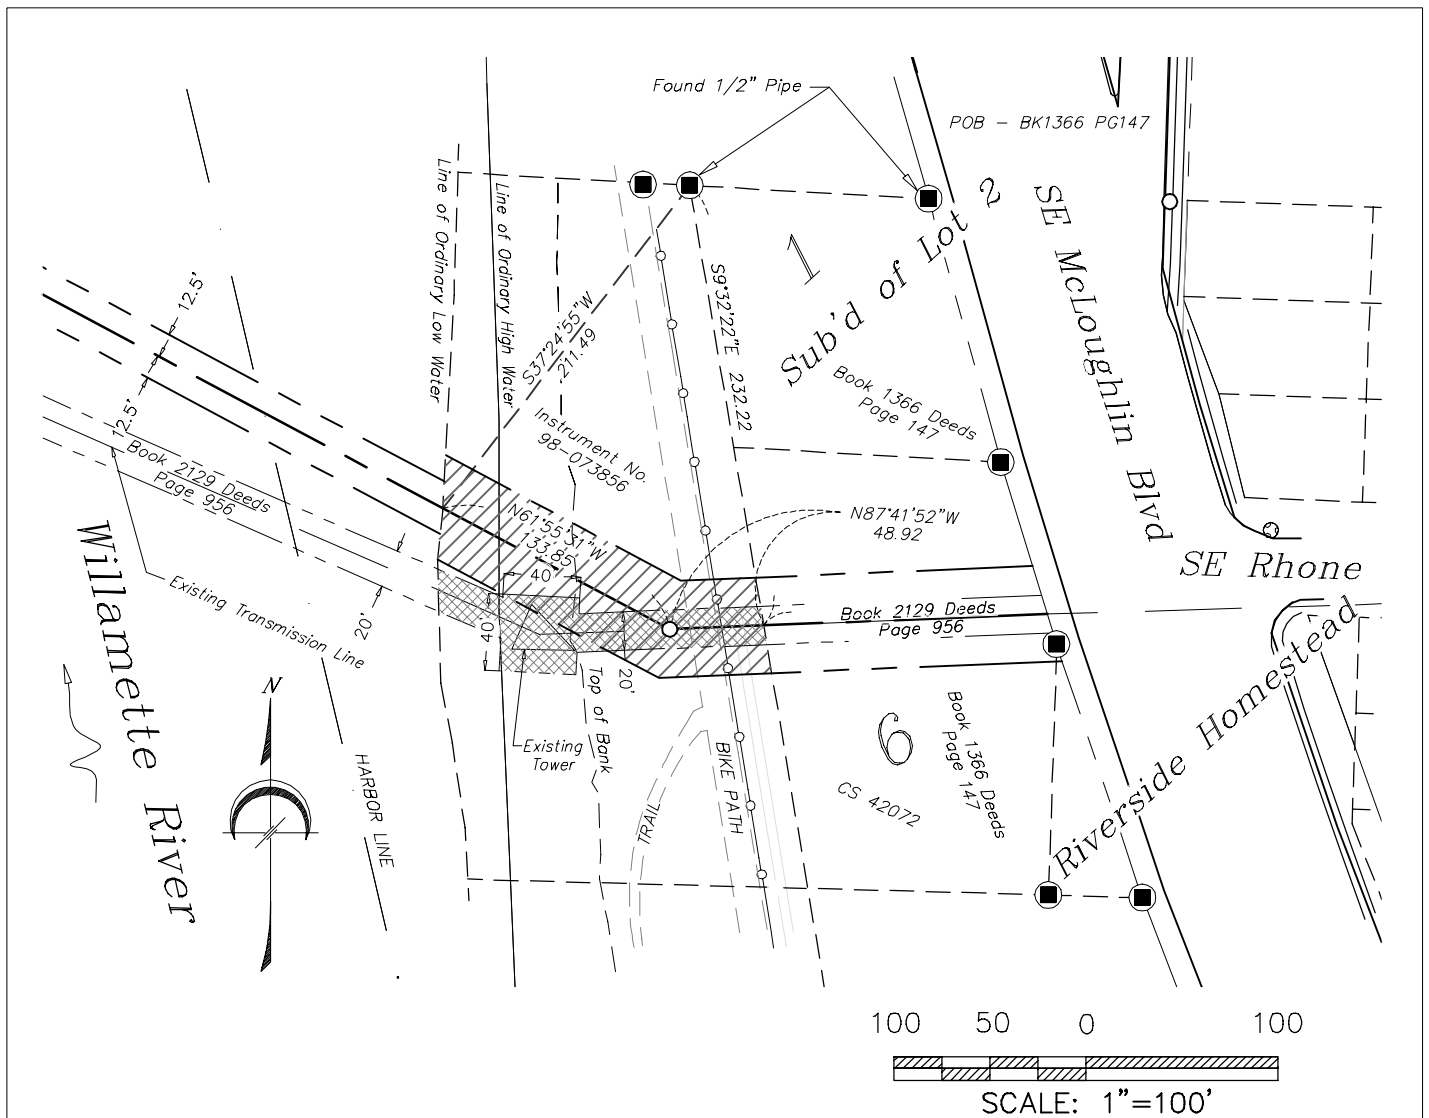 Found 1/2" Pipe
POB - BK1366 PG147
Line of Ordinary Low Water
Line of Ordinary High Water
SE McLoughlin Blvd
1
Sub'd of Lot 2
S9°32'22"E 232.22
S37°24'55"W
211.49
12.5'
12.5'
Book 1366 Deeds
Page 147
Instrument No.
98-073856
Book 2129 Deeds
Page 956
N61°55'31"W
133.85
N87°41'52"W
48.92
SE Rhone
Existing Transmission Line
20'
40
40
20'
Book 2129 Deeds
Page 956
Willamette River
N
HARBOR LINE
Existing
Tower
Top of Bank
TRAIL
BIKE PATH
6
CS 42072
Book 1366 Deeds
Page 147
Riverside Homestead
100 50 0 100
SCALE: 1"=100'